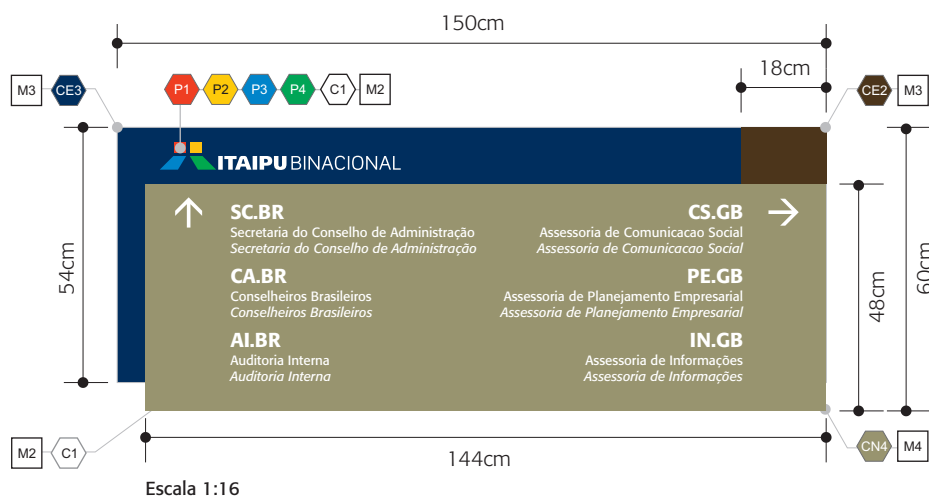 150cm
18cm
M3 CE3
P1 P2 P3 P4 C1 M2
CE2 M3
ITAIPU BINACIONAL
SC.BR
Secretaria do Conselho de Administração
Secretaria do Conselho de Administração
CA.BR
Conselheiros Brasileiros
Conselheiros Brasileiros
AI.BR
Auditoria Interna
Auditoria Interna
CS.GB
Assessoria de Comunicacao Social
Assessoria de Comunicacao Social
PE.GB
Assessoria de Planejamento Empresarial
Assessoria de Planejamento Empresarial
IN.GB
Assessoria de Informações
Assessoria de Informações
54cm
48cm
60cm
M2 C1
144cm
CN4 M4
Escala 1:16